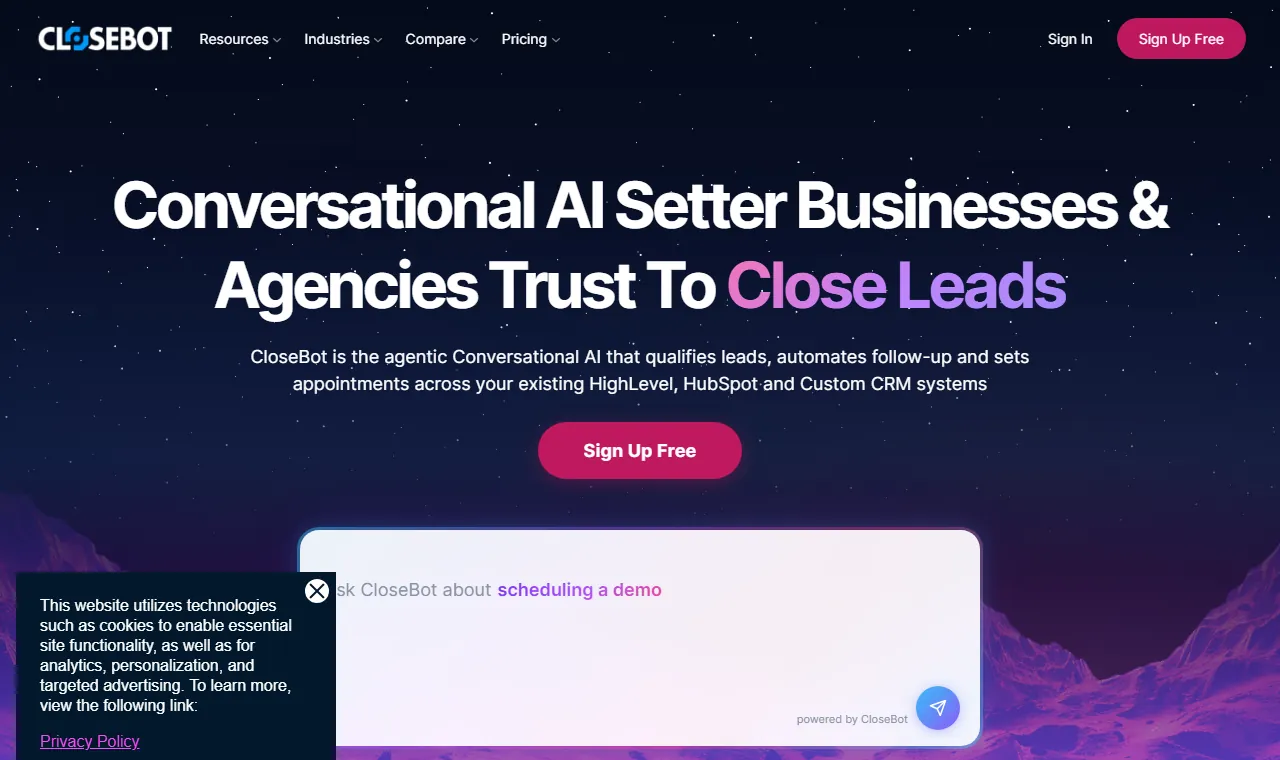 CLOSEBOT
Resources
Industries
Compare
Pricing
Sign In
Sign Up Free
Conversational AI Setter Businesses &
Agencies Trust To Close Leads
CloseBot is the agentic Conversational AI that qualifies leads, automates follow-up and sets
appointments across your existing HighLevel, HubSpot and Custom CRM systems
Sign Up Free
sk CloseBot about scheduling a demo
powered by CloseBot
This website utilizes technologies
such as cookies to enable essential
site functionality, as well as for
analytics, personalization, and
targeted advertising. To learn more,
view the following link:
Privacy Policy